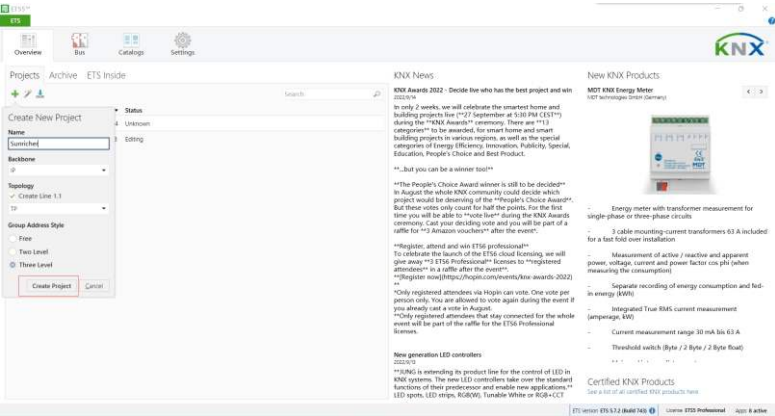 ETS5™
ETS
Overview
Bus
Catalogs
Settings
KNX
Projects Archive ETS Inside
Search
Status
Unknown
Editing
Create New Project
Name
Sunricher
Backbone
IP
Topology
Create Line 1.1
TP
Group Address Style
Free
Two Level
Three Level
Create Project
Cancel
KNX News
KNX Awards 2022 - Decide live who has the best project and win
2022/9/14
In only 2 weeks, we will celebrate the smartest home and
building projects live (**27 September at 5:30 PM CEST**)
during the **KNX Awards** ceremony. There are **13
categories** to be awarded, for smart home and smart
building projects in various regions, as well as the special
categories of Energy Efficiency, Innovation, Publicity, Special,
Education, People's Choice and Best Product.
**...but you can be a winner too!**
**The People's Choice Award winner is still to be decided**
In August the whole KNX community could decide which
project would be deserving of the **People's Choice Award**.
But these votes only count for half the points. For the first
time you will be able to **vote live** during the KNX Awards
ceremony. Cast your deciding vote and you will be part of a
raffle for **3 Amazon vouchers** after the event*.
**Register, attend and win ETS6 professional**
To celebrate the launch of the ETS6 cloud licensing, we will
give away **3 ETS6 Professional** licenses to **registered
attendees** in a raffle after the event**.
**[Register now](https://hopin.com/events/knx-awards-2022)
**
*Only registered attendees via Hopin can vote. One vote per
person only. You are allowed to vote again during the event if
you already cast a vote in August.
**Only registered attendees that stay connected for the whole
event will be part of the raffle for the ETS6 Professional
licenses.
New generation LED controllers
2022/9/13
**JUNG is extending its product line for the control of LED in
KNX systems. The new LED controllers take over the standard
functions of their predecessor and enable new applications.**
LED spots, LED strips, RGB(W), Tunable White or RGB+CCT
New KNX Products
MDT KNX Energy Meter
MDT technologies GmbH (Germany)
MDT
- Energy meter with transformer measurement for
single-phase or three-phase circuits
- 3 cable mounting-current transformers 63 A included
for a fast fold over installation
- Measurement of active / reactive and apparent
power, voltage, current and power factor cos phi (when
measuring the consumption)
- Separate recording of energy consumption and fed-
in energy (kWh)
- Integrated True RMS current measurement
(amperage, kW)
- Current measurement range 30 mA bis 63 A
- Threshold switch (Byte / 2 Byte / 2 Byte float)
Certified KNX Products
See a list of all certified KNX products here
ETS Version ETS 5.7.2 (Build 743)
License ETS5 Professional
Apps 6 active